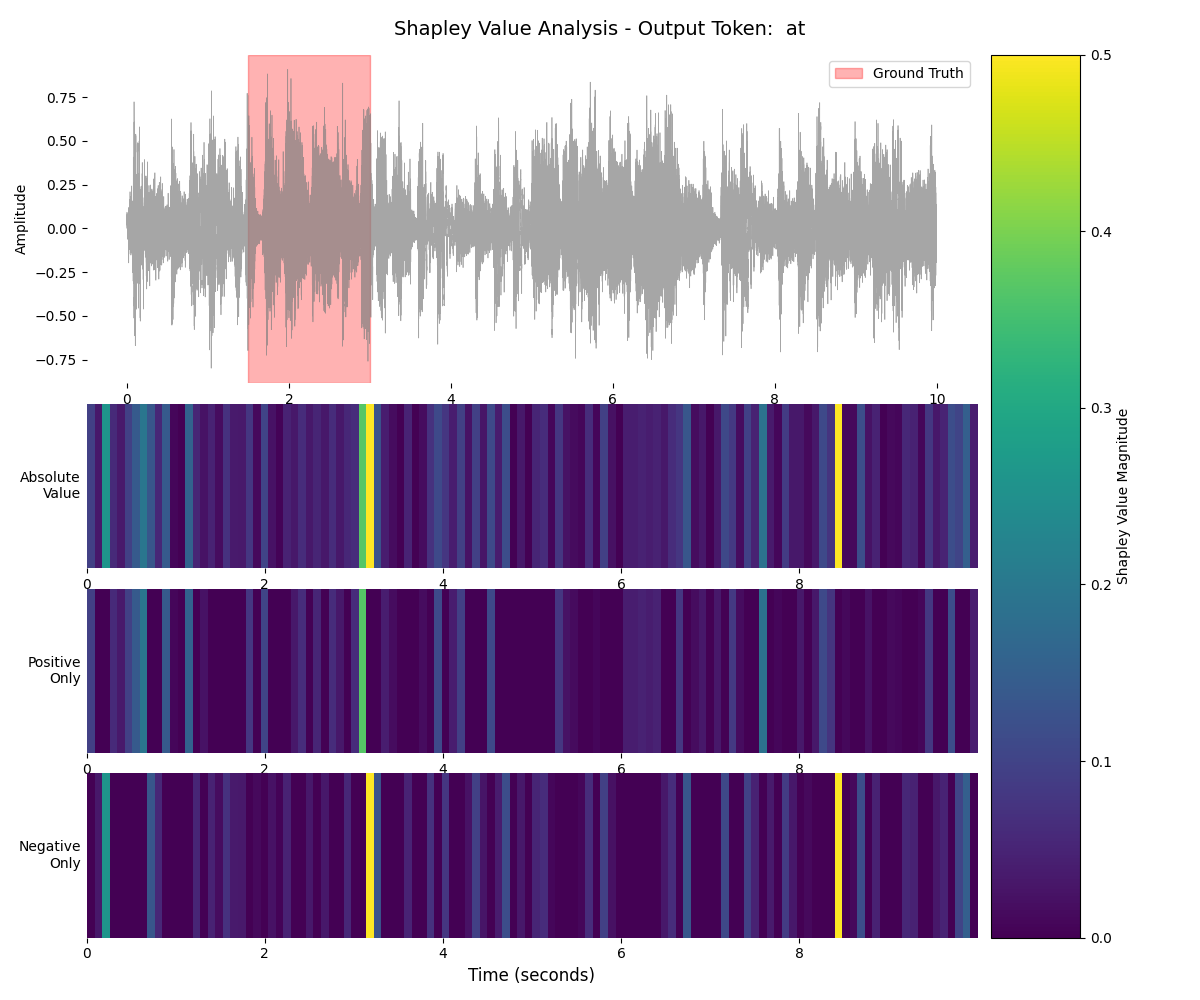 Shapley Value Analysis - Output Token:  at
Ground Truth
Amplitude
0.75
0.50
0.25
0.00
−0.25
−0.50
−0.75
0 2 4 6 8 10
Absolute
Value
0 2 4 6 8
Positive
Only
0 2 4 6 8
Negative
Only
0 2 4 6 8
Time (seconds)
0.5
0.4
0.3
0.2
0.1
0.0
Shapley Value Magnitude